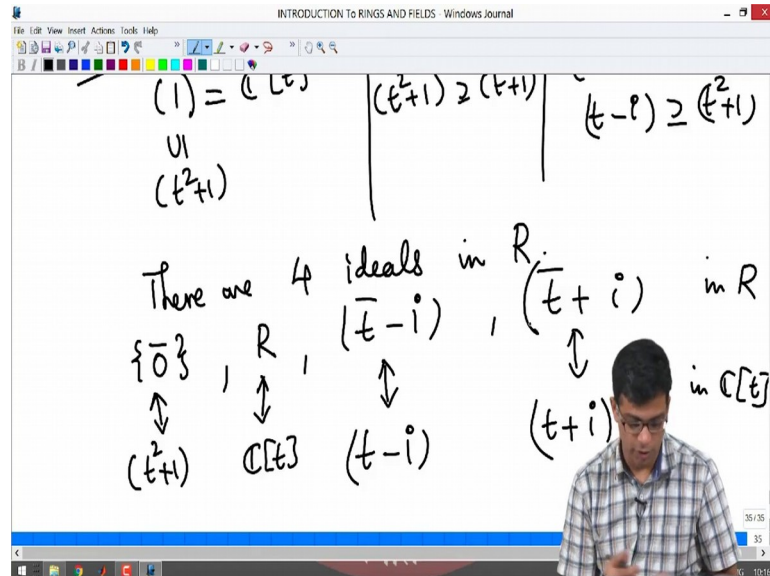 INTRODUCTION To RINGS AND FIELDS - Windows Journal
File Edit View Insert Actions Tools Help
(1) = ℂ[t]
(t²+1) ⊇ (t+i)
(t-i) ⊇ (t²+1)
UI
(t²+1)
There are 4 ideals in R.
{0̄} , R , (t̄-i) , (t̄+i) in R
↕ ↕ ↕ ↕
(t²+1) ℂ[t] (t-i) (t+i) in ℂ[t]
35/35
35